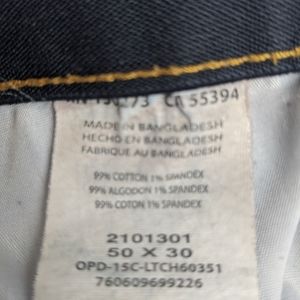 CA 55394
MADE IN BANGLADESH
HECHO EN BANGLADESH
FABRIQUE AU BANGLADESH
99% COTTON 1% SPANDEX
99% ALGODON 1% SPANDEX
99% COTON 1% SPANDEX
2101301
50 X 30
OPD-15C-LTCH60351
760609699226